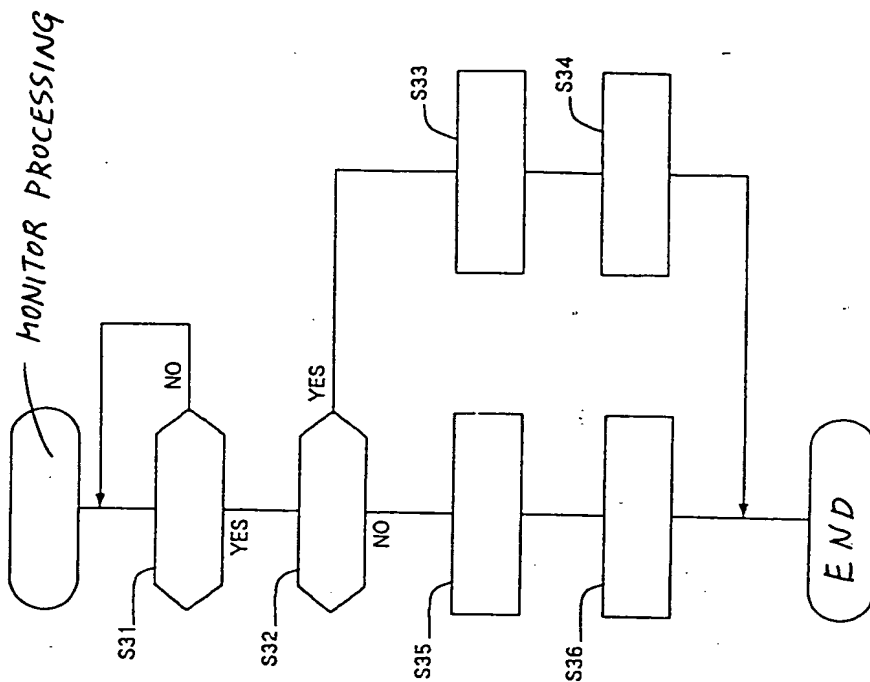 MONITOR PROCESSING
S31
NO
YES
S32
YES
NO
S33
S35
S34
S36
END